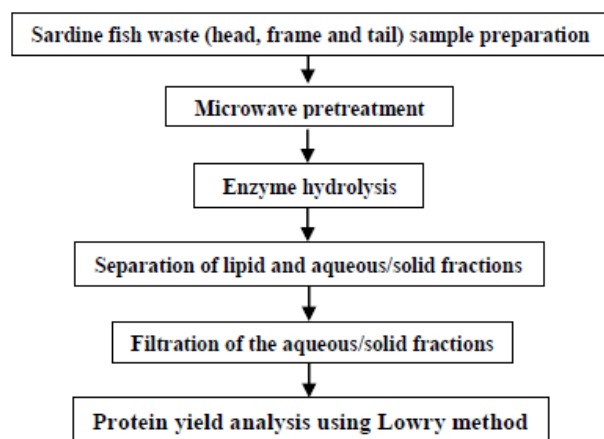 Sardine fish waste (head, frame and tail) sample preparation
Microwave pretreatment
Enzyme hydrolysis
Separation of lipid and aqueous/solid fractions
Filtration of the aqueous/solid fractions
Protein yield analysis using Lowry method